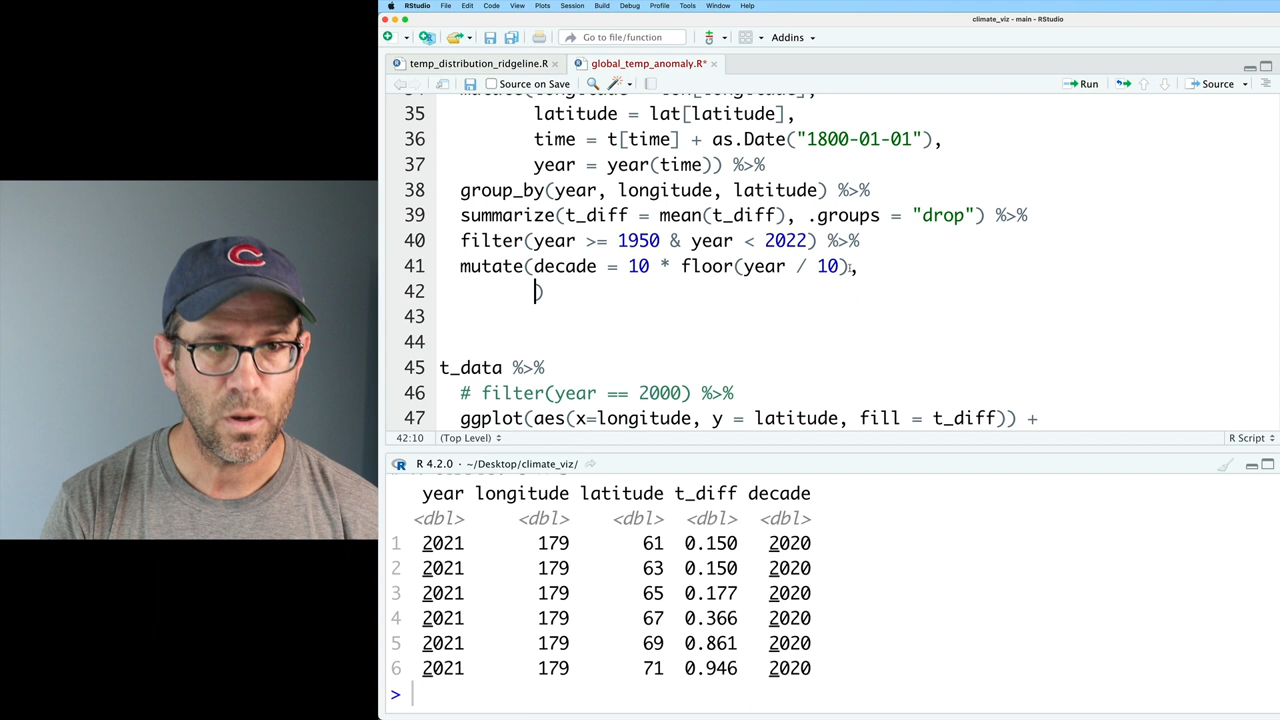 RStudio File Edit Code View Plots Session Build Debug Profile Tools Window Help
climate_viz - main - RStudio
Go to file/function Addins
temp_distribution_ridgeline.R global_temp_anomaly.R*
Source on Save Run Source
35 latitude = lat[latitude],
36 time = t[time] + as.Date("1800-01-01"),
37 year = year(time)) %>%
38 group_by(year, longitude, latitude) %>%
39 summarize(t_diff = mean(t_diff), .groups = "drop") %>%
40 filter(year >= 1950 & year < 2022) %>%
41 mutate(decade = 10 * floor(year / 10),
42 )
43
44
45 t_data %>%
46 # filter(year == 2000) %>%
47 ggplot(aes(x=longitude, y = latitude, fill = t_diff)) +
42:10 (Top Level) R Script
R 4.2.0 · ~/Desktop/climate_viz/
year longitude latitude t_diff decade
<dbl> <dbl> <dbl> <dbl> <dbl>
1 2021 179 61 0.150 2020
2 2021 179 63 0.150 2020
3 2021 179 65 0.177 2020
4 2021 179 67 0.366 2020
5 2021 179 69 0.861 2020
6 2021 179 71 0.946 2020
>